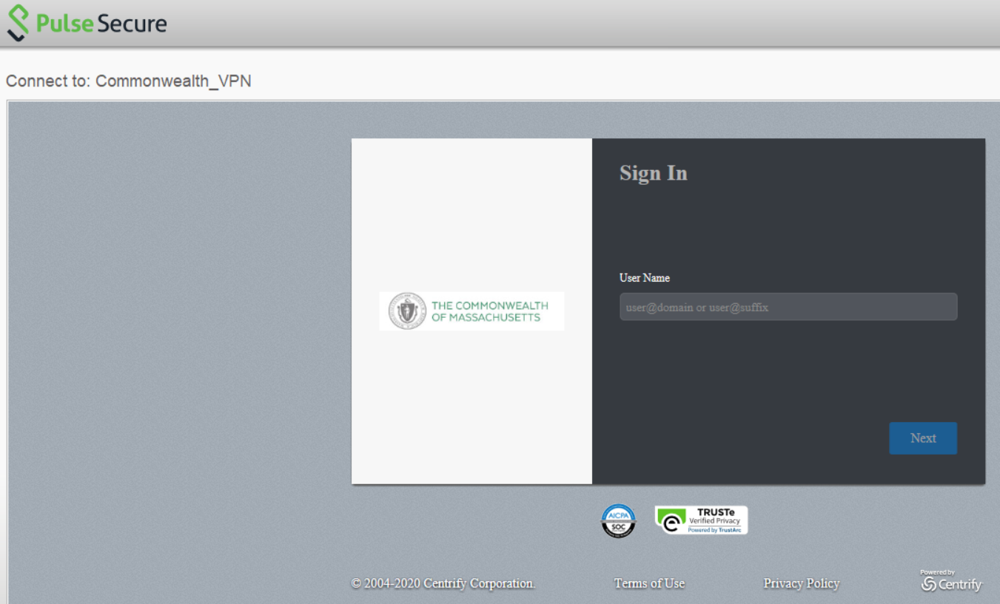 Pulse Secure
Connect to: Commonwealth_VPN
Sign In
User Name
user@domain or user@suffix
THE COMMONWEALTH
OF MASSACHUSETTS
Next
AICPA
SOC
TRUSTe
Verified Privacy
Powered by TrustArc
© 2004-2020 Centrify Corporation.
Terms of Use
Privacy Policy
Powered by
Centrify